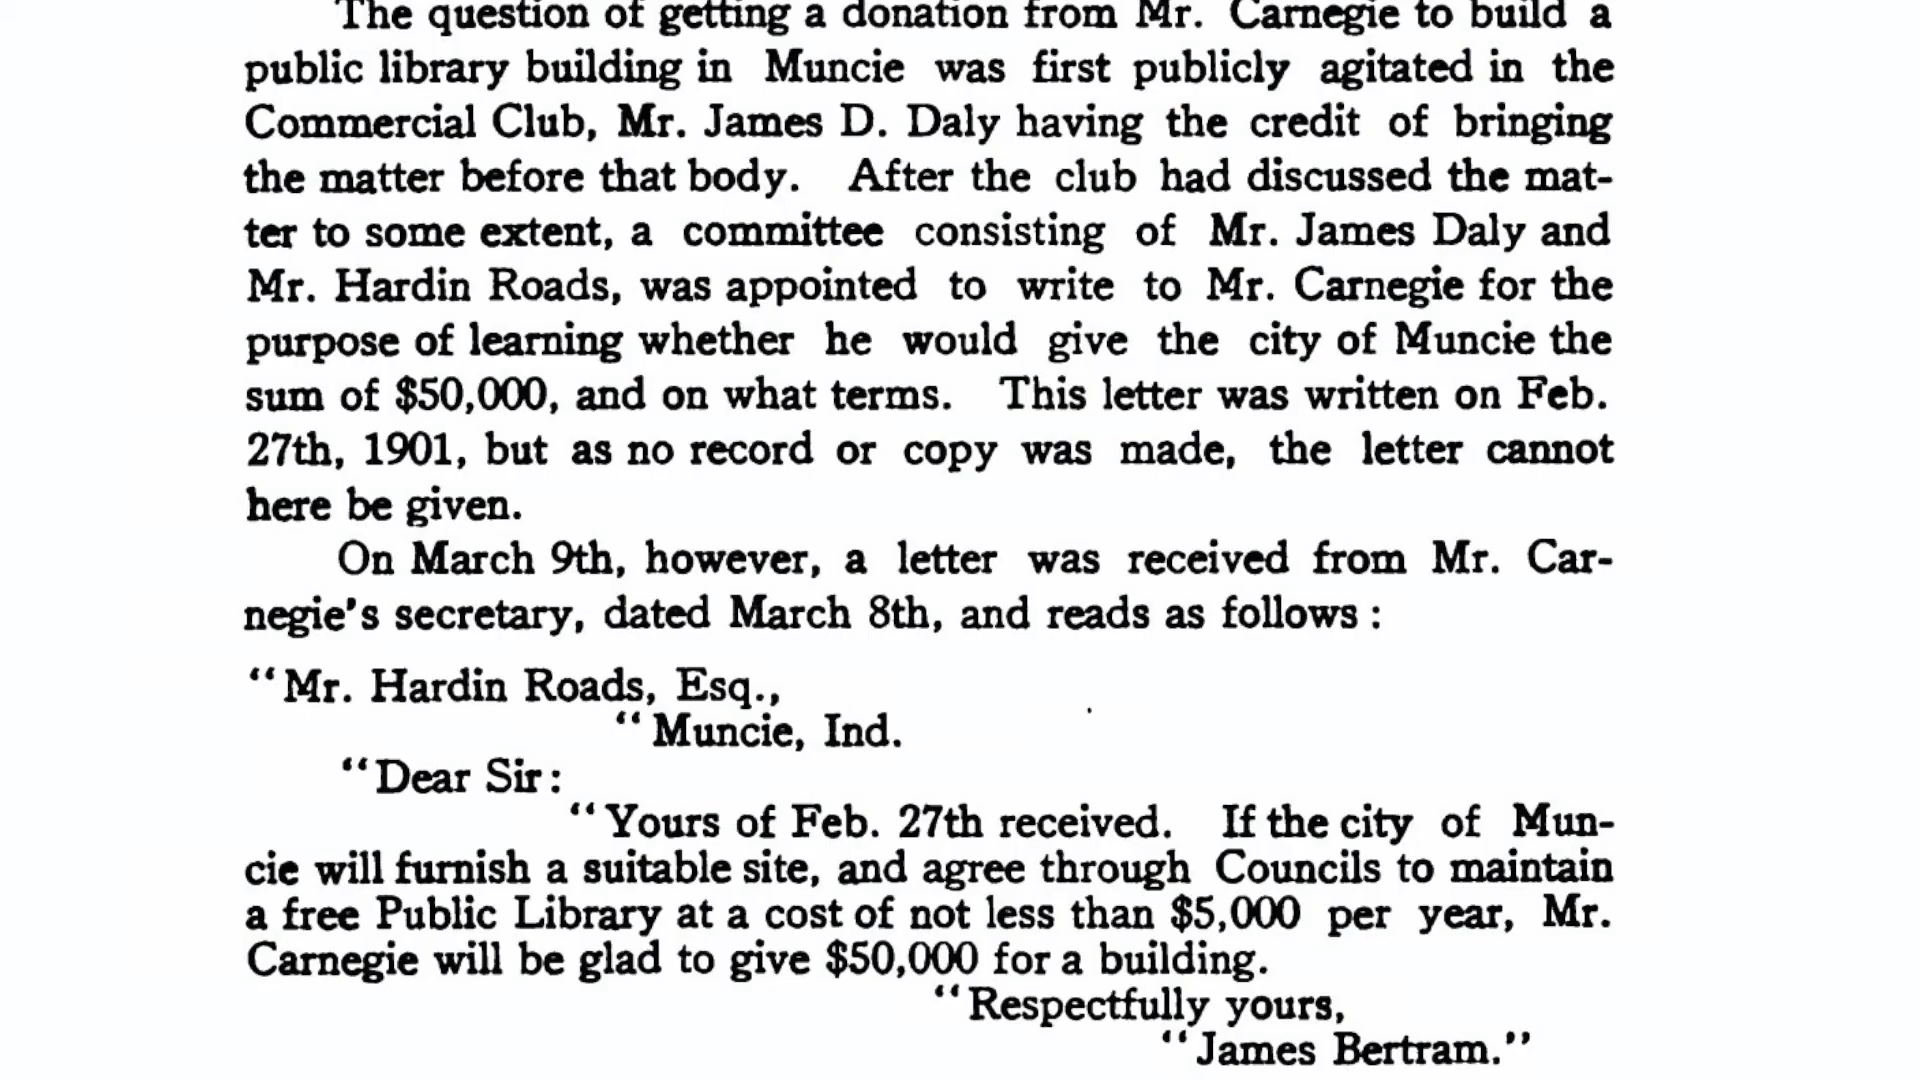 The question of getting a donation from Mr. Carnegie to build a
public library building in Muncie was first publicly agitated in the
Commercial Club, Mr. James D. Daly having the credit of bringing
the matter before that body. After the club had discussed the mat-
ter to some extent, a committee consisting of Mr. James Daly and
Mr. Hardin Roads, was appointed to write to Mr. Carnegie for the
purpose of learning whether he would give the city of Muncie the
sum of $50,000, and on what terms. This letter was written on Feb.
27th, 1901, but as no record or copy was made, the letter cannot
here be given.
On March 9th, however, a letter was received from Mr. Car-
negie's secretary, dated March 8th, and reads as follows :
“Mr. Hardin Roads, Esq.,
“Muncie, Ind.
“Dear Sir:
“Yours of Feb. 27th received. If the city of Mun-
cie will furnish a suitable site, and agree through Councils to maintain
a free Public Library at a cost of not less than $5,000 per year, Mr.
Carnegie will be glad to give $50,000 for a building.
“Respectfully yours,
“James Bertram.”